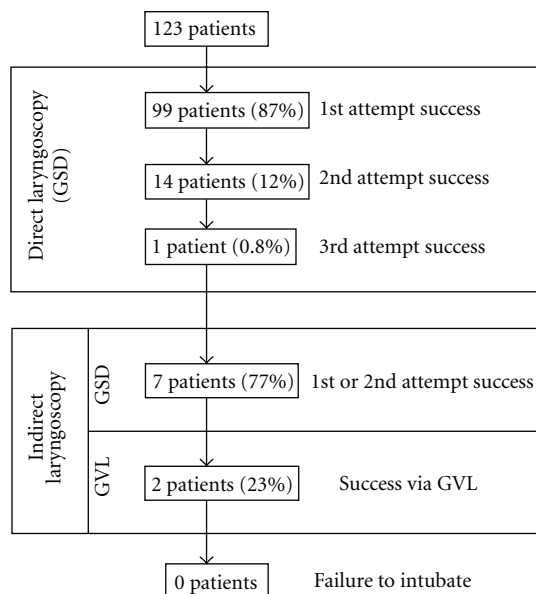 123 patients
Direct laryngoscopy
(GSD)
99 patients (87%)
1st attempt success
14 patients (12%)
2nd attempt success
1 patient (0.8%)
3rd attempt success
Indirect
laryngoscopy
GSD
7 patients (77%)
1st or 2nd attempt success
GVL
2 patients (23%)
Success via GVL
0 patients
Failure to intubate